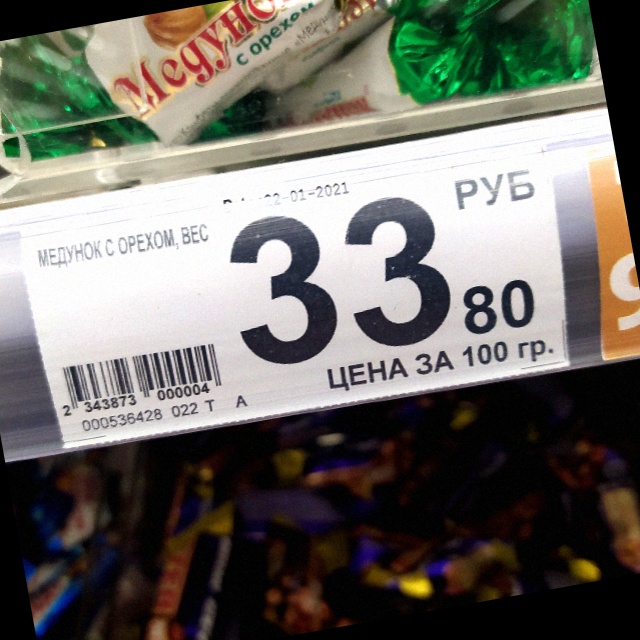 Медунок
с орехом
02-01-2021
РУБ
МЕДУНОК С ОРЕХОМ, ВЕС
33 80
ЦЕНА ЗА 100 гр.
2 343873 000004
000536428 022 Т А